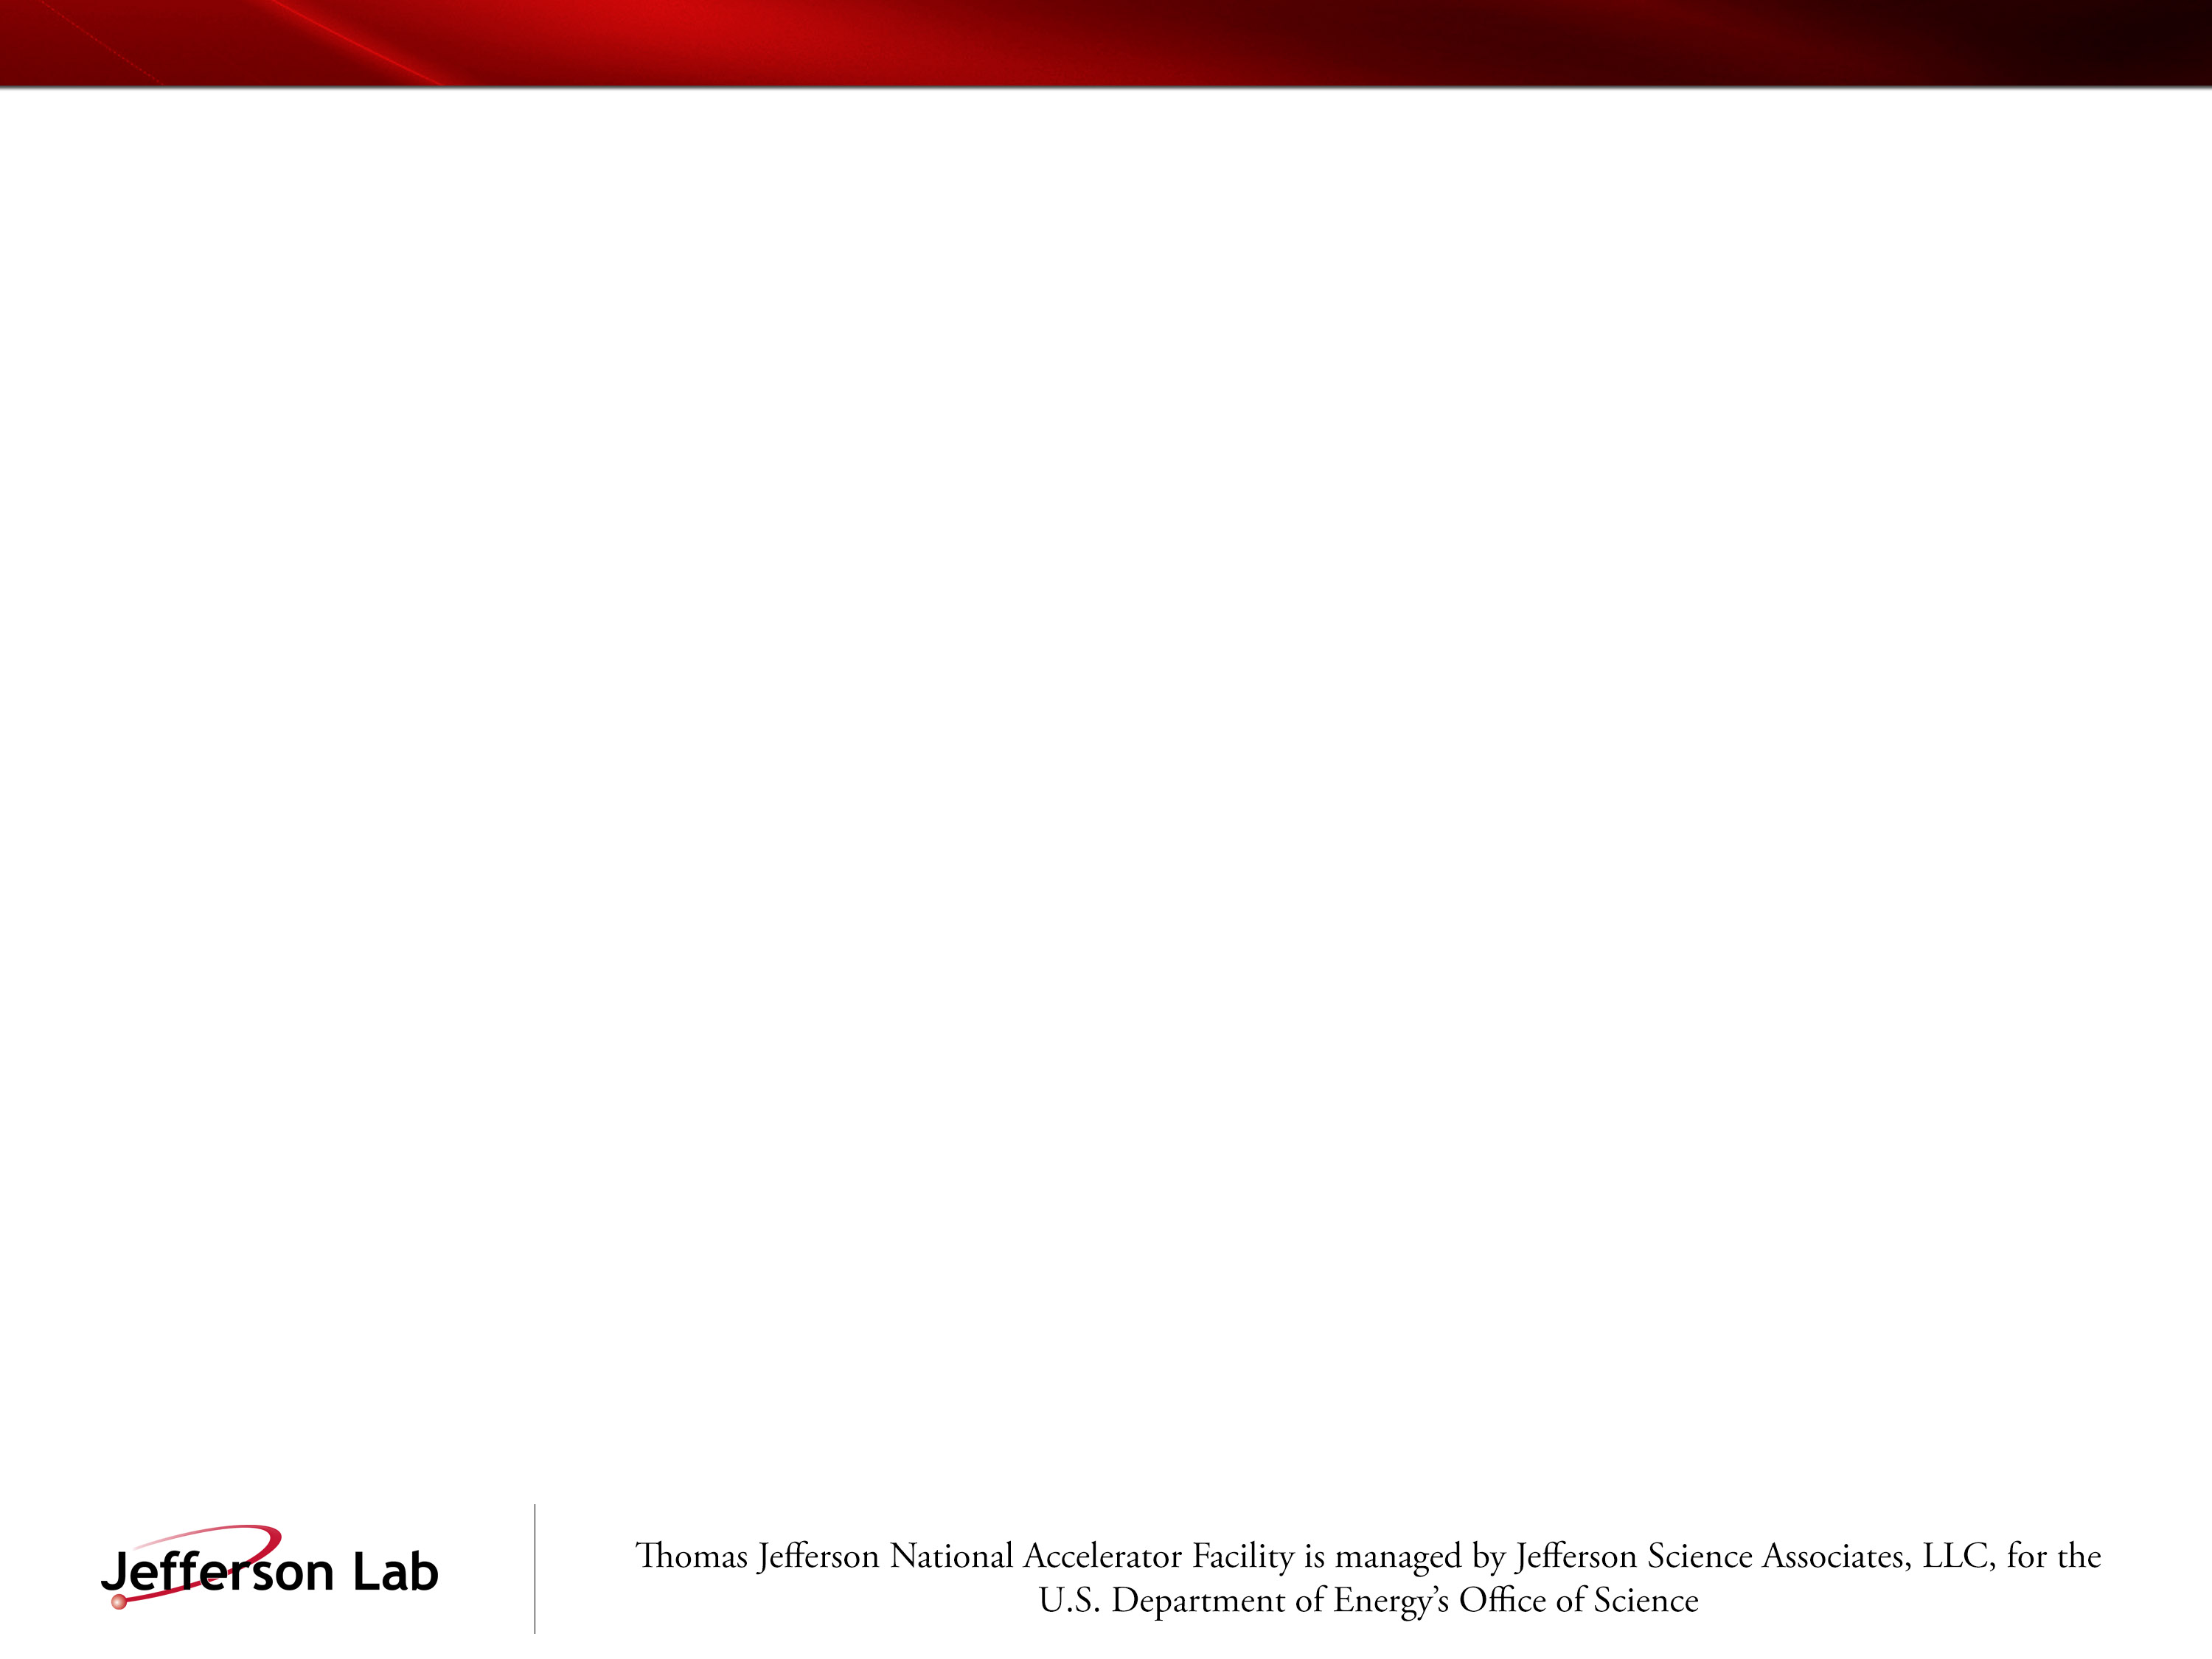 Jefferson Lab
Thomas Jefferson National Accelerator Facility is managed by Jefferson Science Associates, LLC, for the
U.S. Department of Energy’s Office of Science